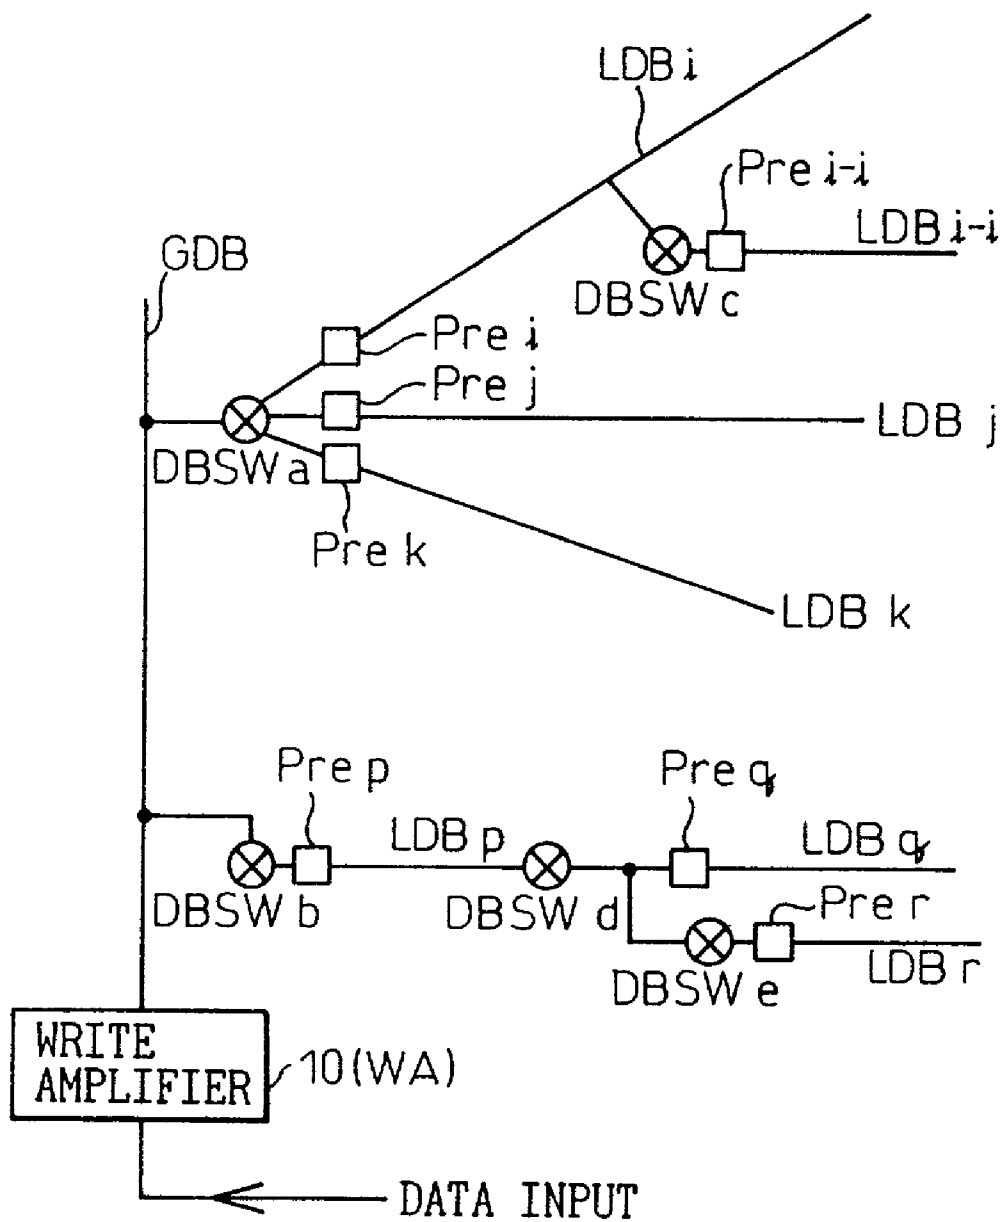 LDB i
Pre i-i
LDB i-i
GDB
DBSW c
Pre i
Pre j
LDB j
DBSW a
Pre k
LDB k
Pre p
Pre q
LDB p
LDB q
DBSW b
DBSW d
Pre r
LDB r
DBSW e
WRITE
AMPLIFIER
10(WA)
DATA INPUT